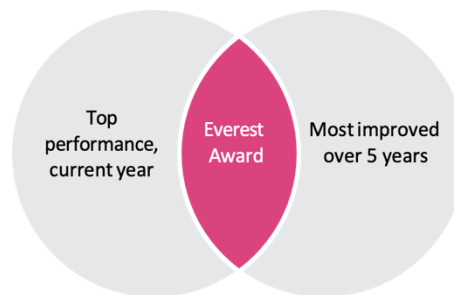 Top
performance,
current year
Everest
Award
Most improved
over 5 years